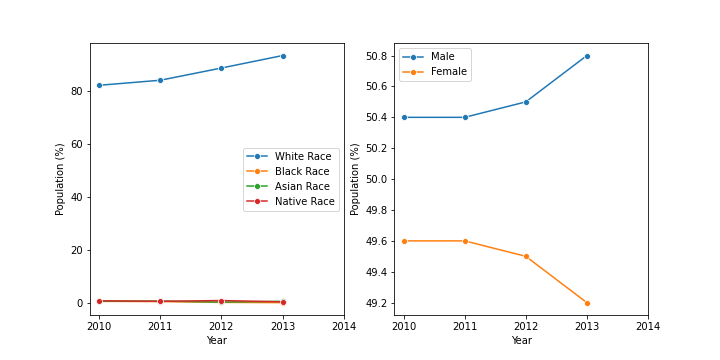 80
60
40
20
0
Population (%)
White Race
Black Race
Asian Race
Native Race
2010 2011 2012 2013 2014
Year
50.8
50.6
50.4
50.2
50.0
49.8
49.6
49.4
49.2
Population (%)
Male
Female
2010 2011 2012 2013 2014
Year